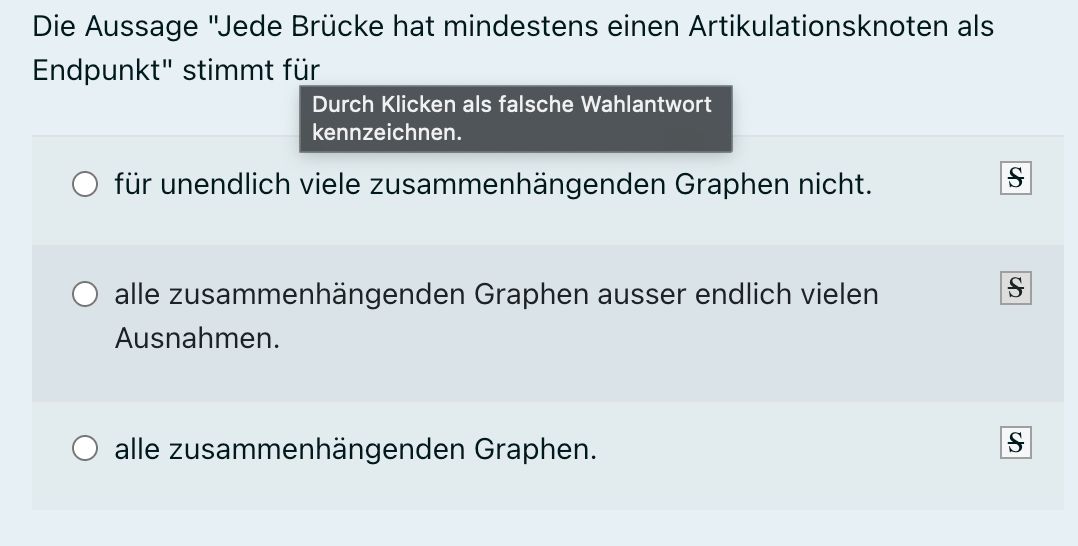 Die Aussage "Jede Brücke hat mindestens einen Artikulationsknoten als
Endpunkt" stimmt für
Durch Klicken als falsche Wahlantwort
kennzeichnen.
für unendlich viele zusammenhängenden Graphen nicht.
S
alle zusammenhängenden Graphen ausser endlich vielen
Ausnahmen.
S
alle zusammenhängenden Graphen.
S